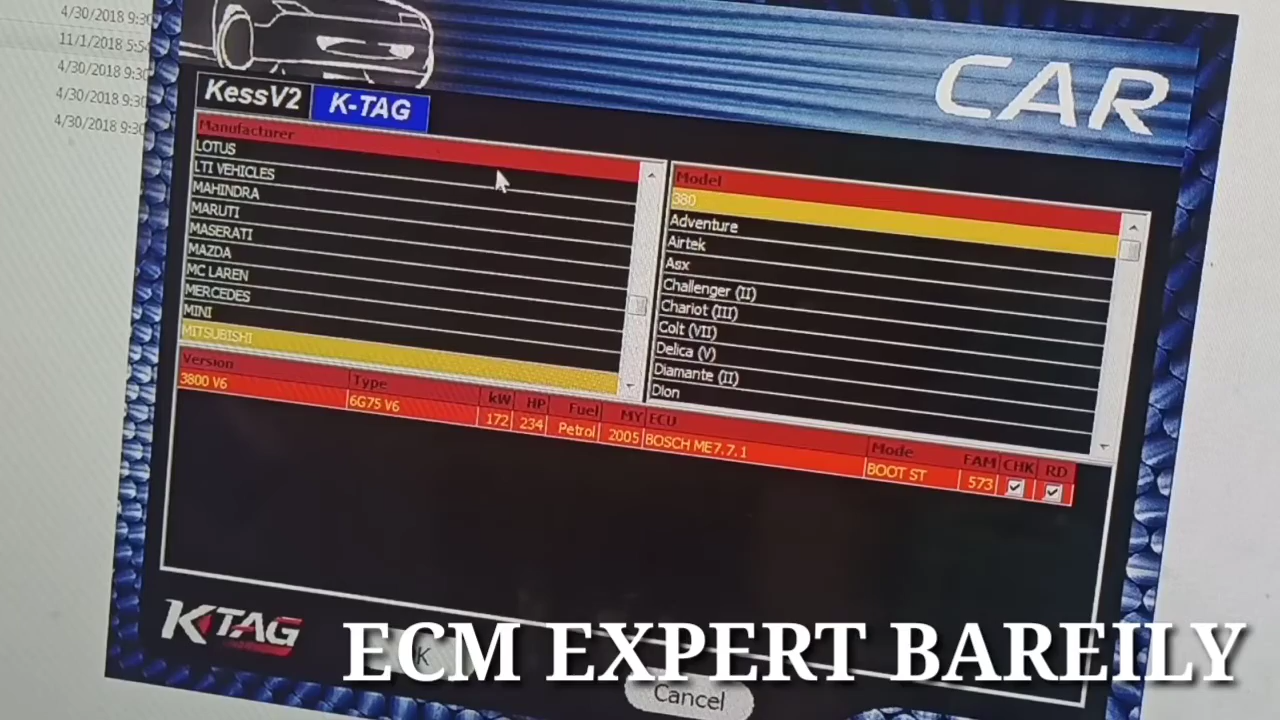 4/30/2018 9:30
11/1/2018 5:54
4/30/2018 9:30
4/30/2018 9:30
4/30/2018 9:30
CAR
KessV2 K-TAG
Manufacturer
LOTUS
LTI VEHICLES
MAHINDRA
MARUTI
MASERATI
MAZDA
MC LAREN
MERCEDES
MINI
MITSUBISHI
Model
380
Adventure
Airtek
Asx
Challenger (II)
Chariot (III)
Colt (VII)
Delica (V)
Diamante (II)
Dion
Version Type kW HP Fuel MY ECU Mode FAM CHK RD
3800 V6 6G75 V6 172 234 Petrol 2005 BOSCH ME7.7.1 BOOT ST 573
KTAG
ECM EXPERT BAREILY
Cancel